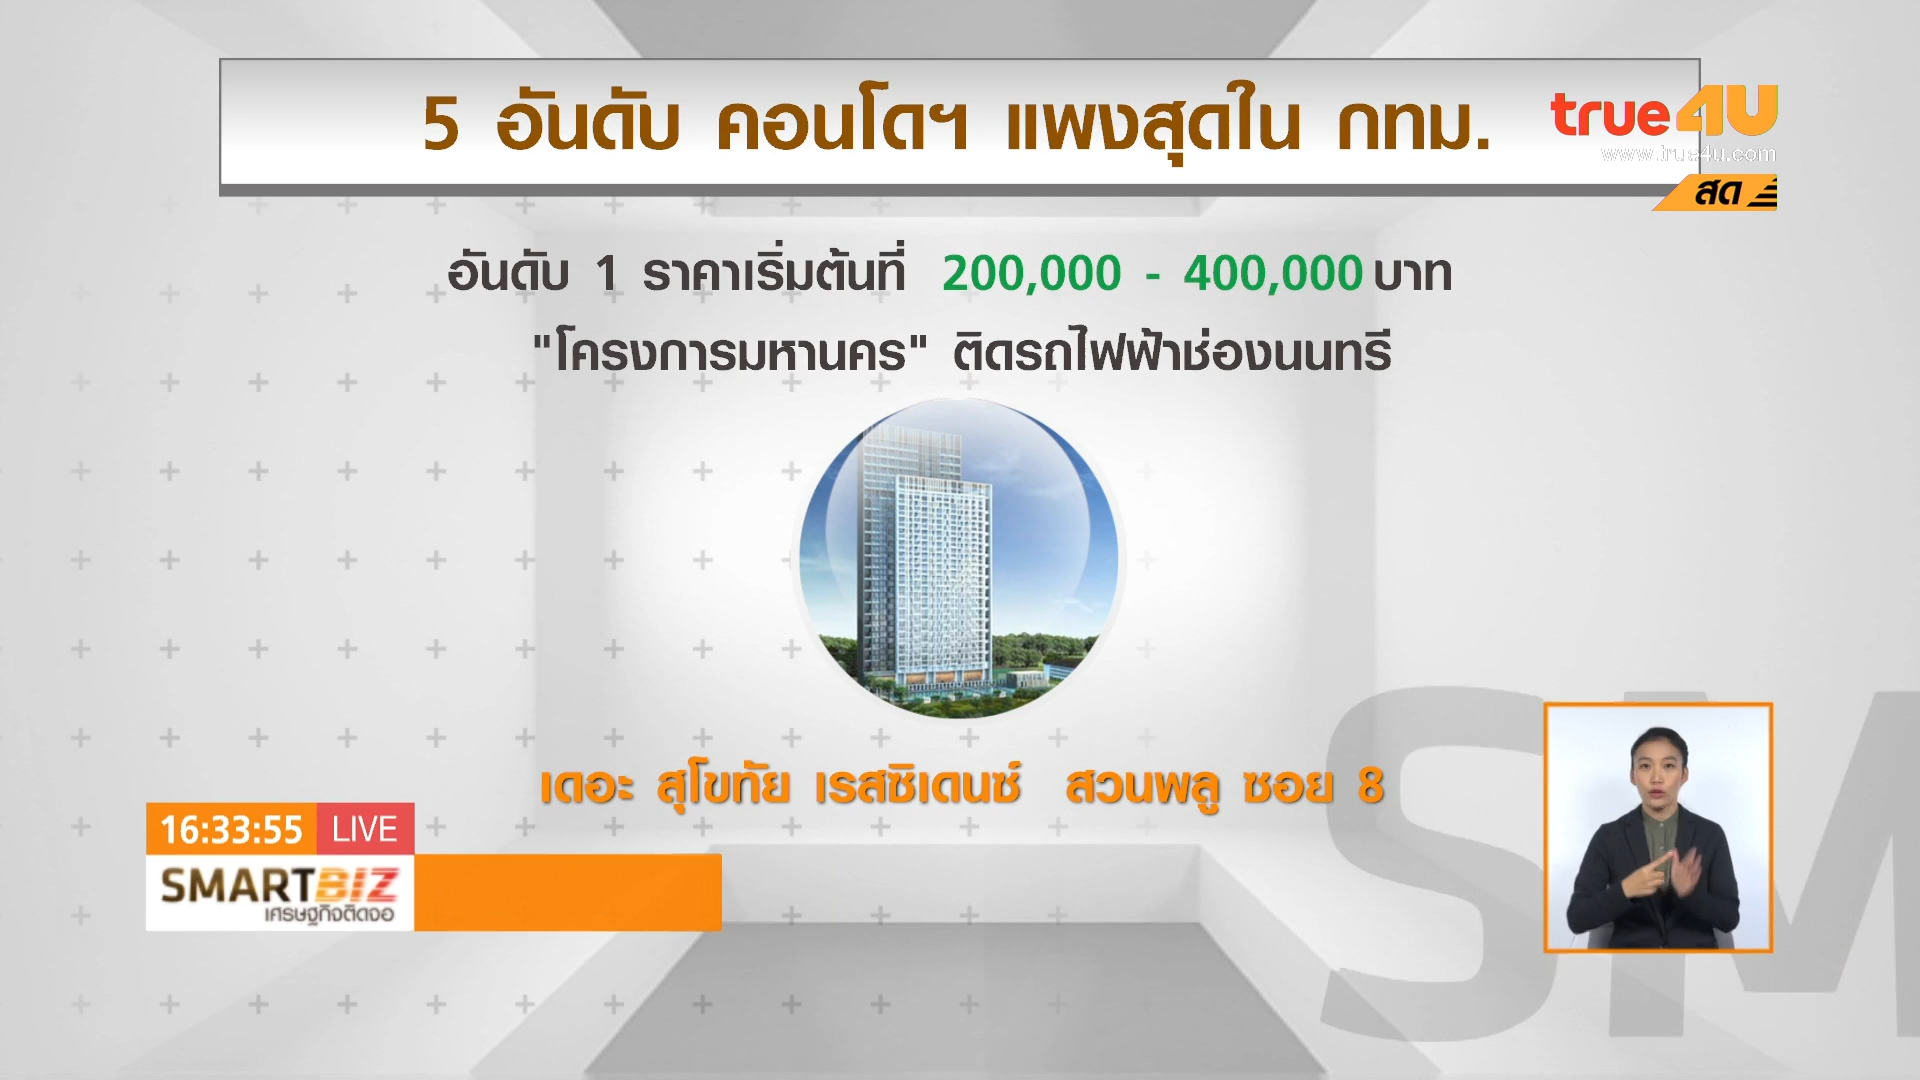 5 อันดับ คอนโดฯ แพงสุดใน กทม.
true4U
www.true4u.com
สด
อันดับ 1 ราคาเริ่มต้นที่ 200,000 - 400,000 บาท
"โครงการมหานคร" ติดรถไฟฟ้าช่องนนทรี
เดอะ สุโขทัย เรสซิเดนซ์ สวนพลู ซอย 8
16:33:55 LIVE
SMARTBIZ
เศรษฐกิจติดจอ
SM